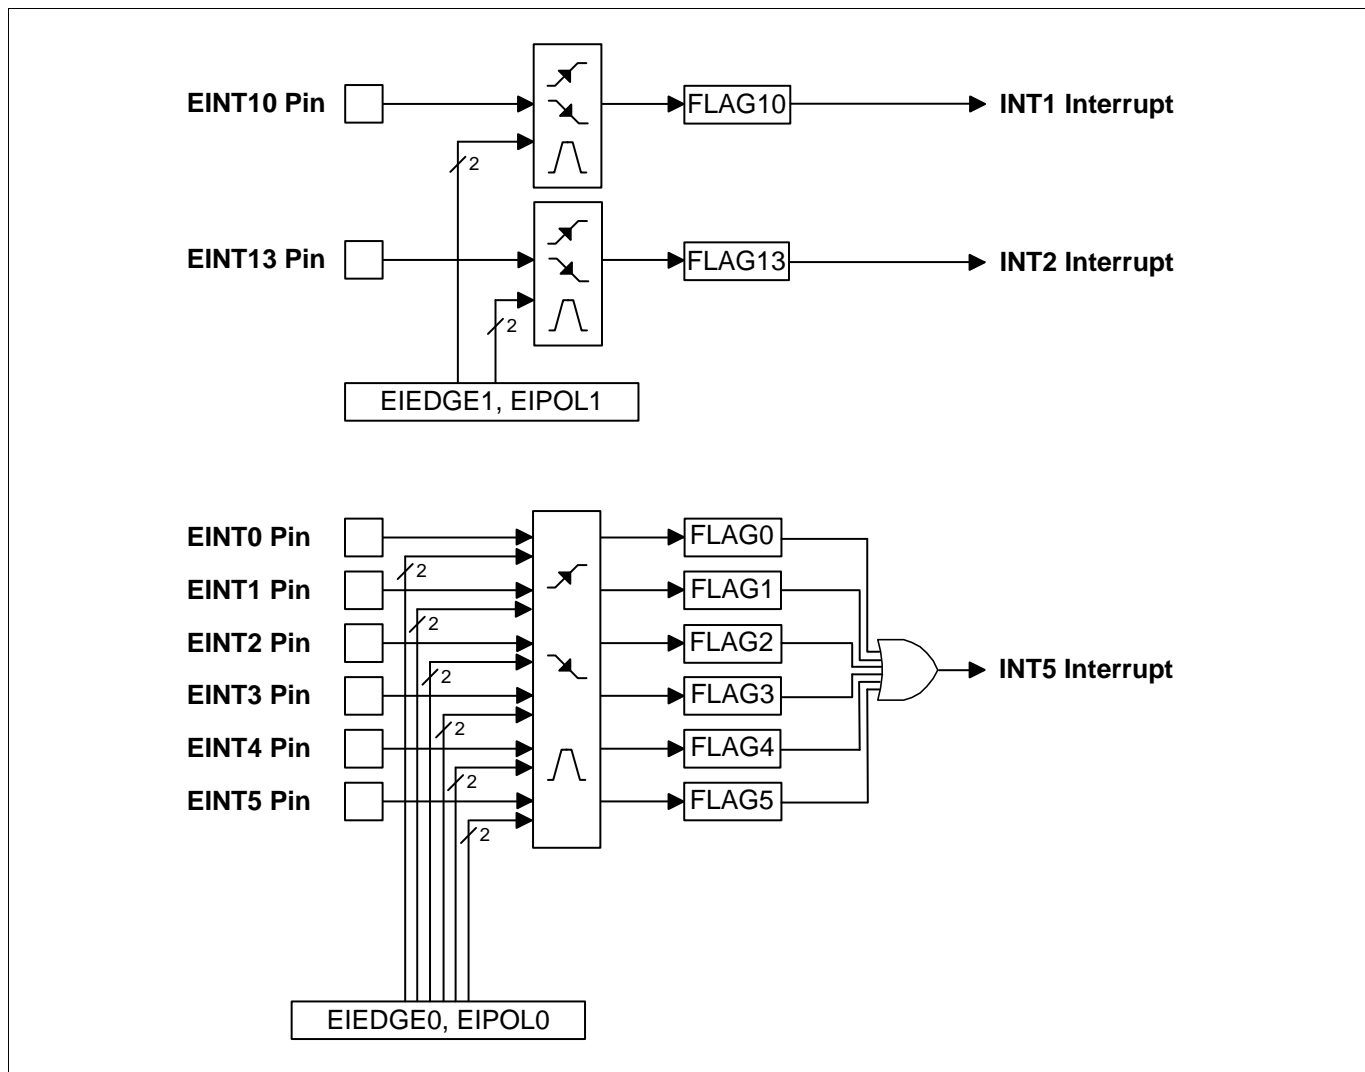 EINT10 Pin
FLAG10
INT1 Interrupt
2
EINT13 Pin
FLAG13
INT2 Interrupt
2
EIEDGE1, EIPOL1
EINT0 Pin
FLAG0
2
EINT1 Pin
FLAG1
2
EINT2 Pin
FLAG2
INT5 Interrupt
2
EINT3 Pin
FLAG3
2
EINT4 Pin
FLAG4
2
EINT5 Pin
FLAG5
2
EIEDGE0, EIPOL0